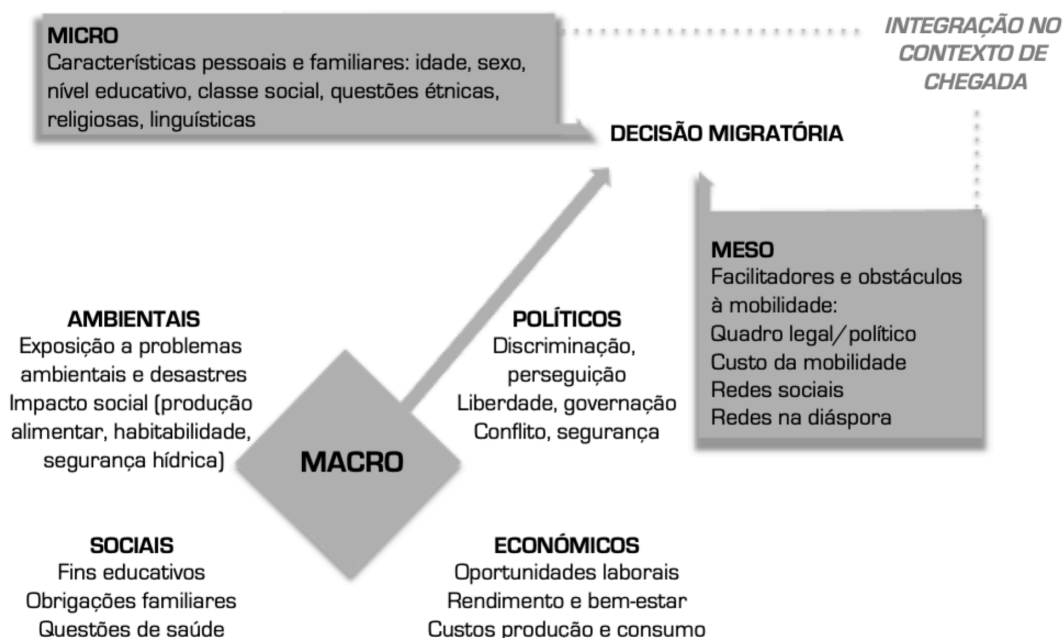 MICRO
Características pessoais e familiares: idade, sexo,
nível educativo, classe social, questões étnicas,
religiosas, linguísticas
INTEGRAÇÃO NO
CONTEXTO DE
CHEGADA
DECISÃO MIGRATÓRIA
MESO
Facilitadores e obstáculos
à mobilidade:
Quadro legal/político
Custo da mobilidade
Redes sociais
Redes na diáspora
AMBIENTAIS
Exposição a problemas
ambientais e desastres
Impacto social (produção
alimentar, habitabilidade,
segurança hídrica)
POLÍTICOS
Discriminação,
perseguição
Liberdade, governação
Conflito, segurança
MACRO
SOCIAIS
Fins educativos
Obrigações familiares
Questões de saúde
ECONÓMICOS
Oportunidades laborais
Rendimento e bem-estar
Custos produção e consumo